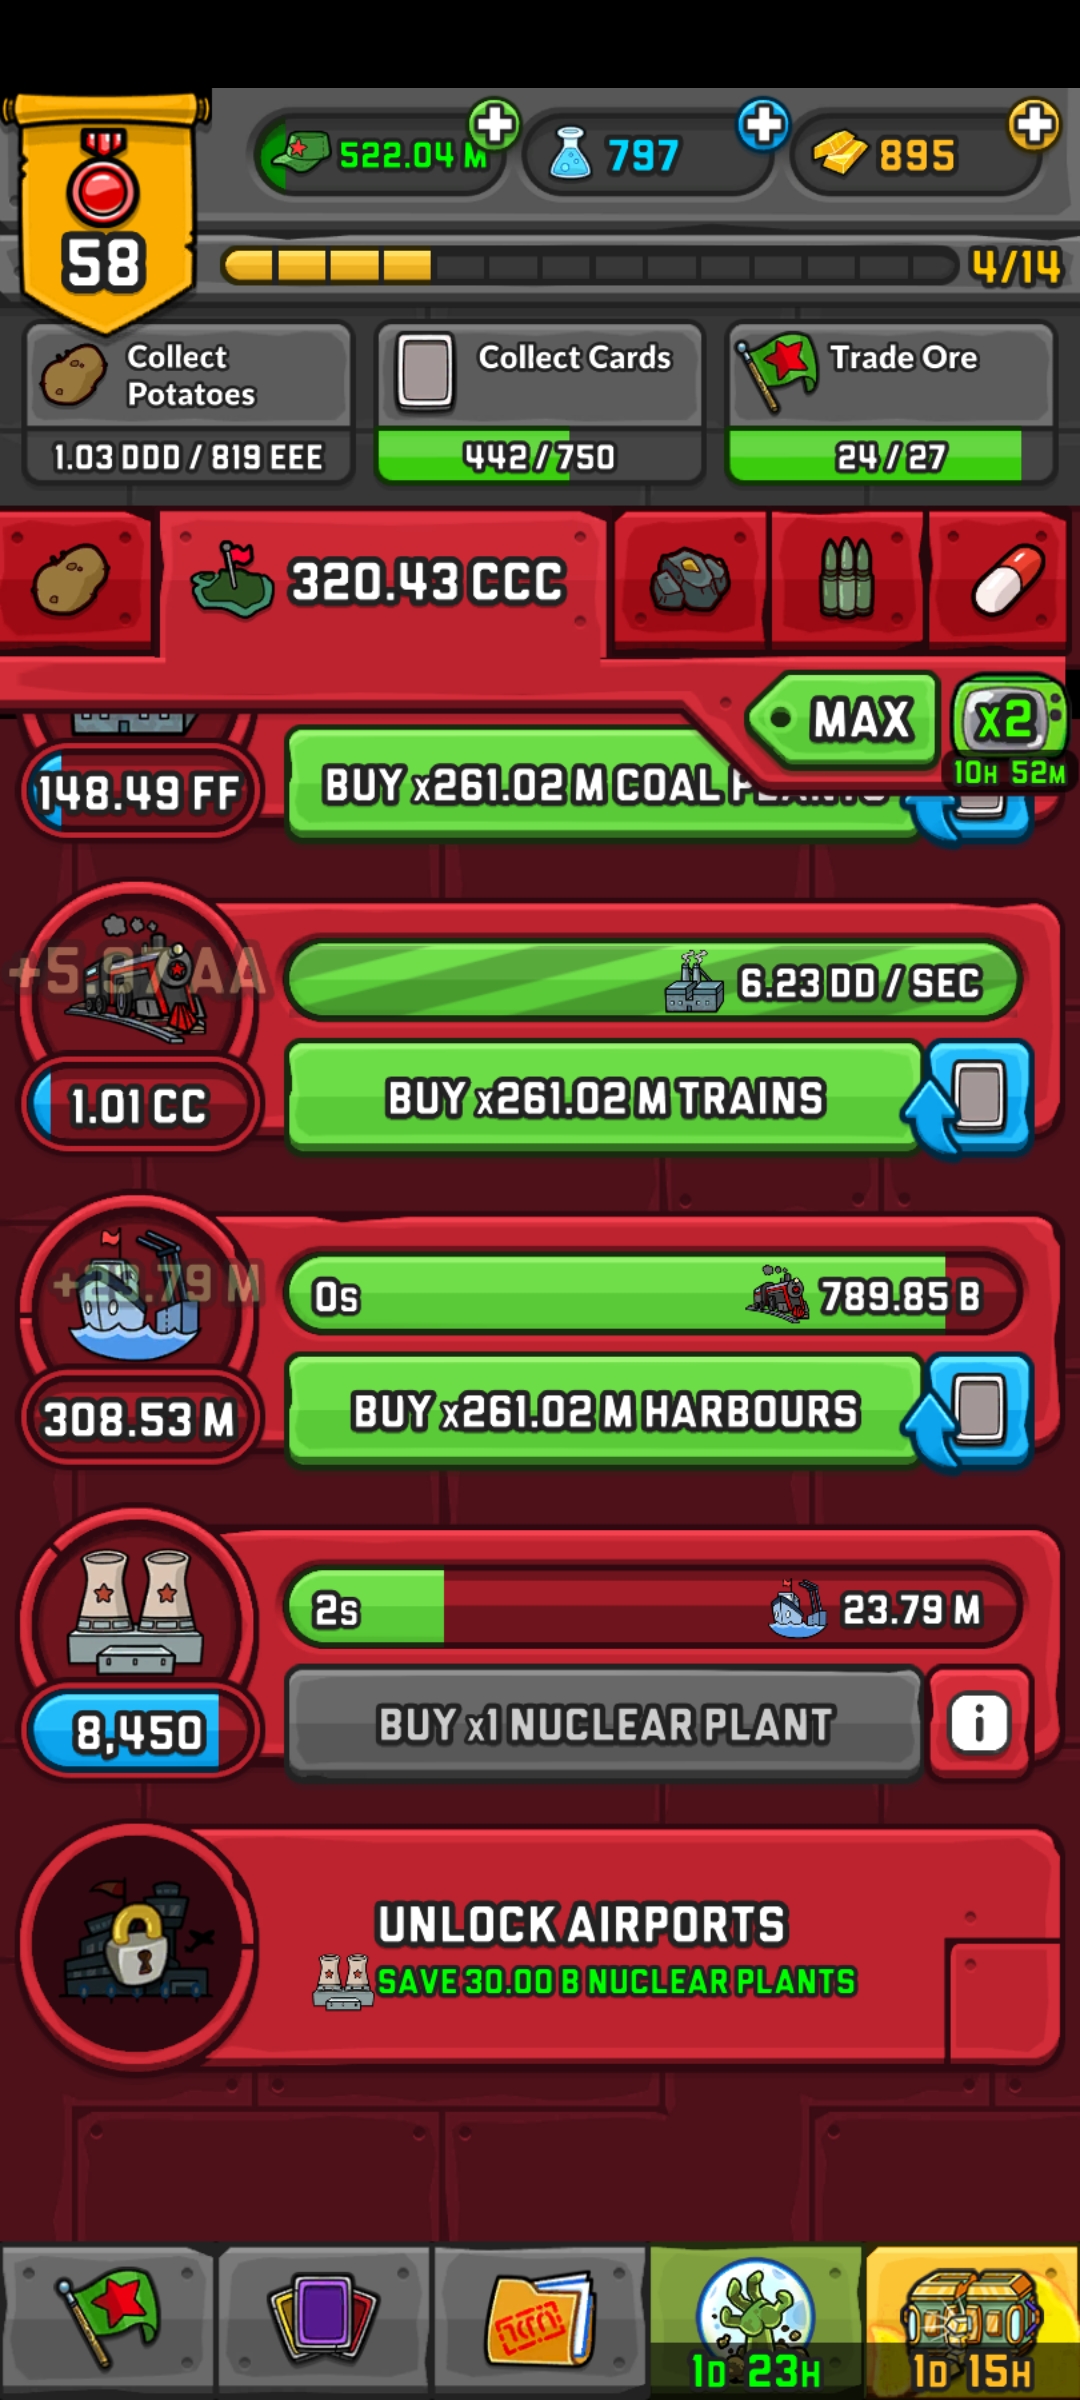 522.04 M
797
895
58
4/14
Collect
Potatoes
Collect Cards
Trade Ore
1.03 DDD / 819 EEE
442/750
24/27
320.43 CCC
MAX
x2
10H 52M
148.49 FF
BUY x261.02 M COAL PLANTS
6.23 DD / SEC
1.01 CC
BUY x261.02 M TRAINS
+23.79 M
0s
789.85 B
308.53 M
BUY x261.02 M HARBOURS
2s
23.79 M
8,450
BUY x1 NUCLEAR PLANT
i
UNLOCK AIRPORTS
SAVE 30.00 B NUCLEAR PLANTS
1D 23H
1D 15H